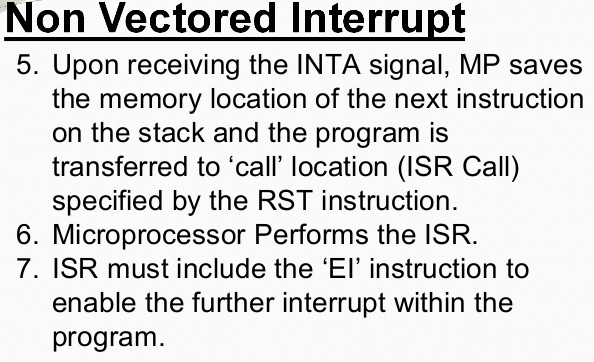 Non Vectored Interrupt
5. Upon receiving the INTA signal, MP saves
the memory location of the next instruction
on the stack and the program is
transferred to ‘call’ location (ISR Call)
specified by the RST instruction.
6. Microprocessor Performs the ISR.
7. ISR must include the ‘EI’ instruction to
enable the further interrupt within the
program.